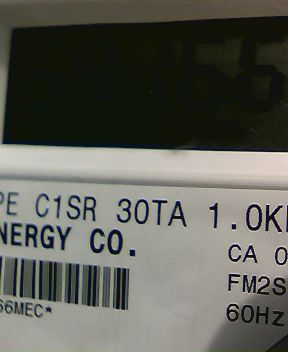 PE C1SR 30TA 1.0K
NERGY CO.
CA 0
FM2S
66MEC*
60Hz